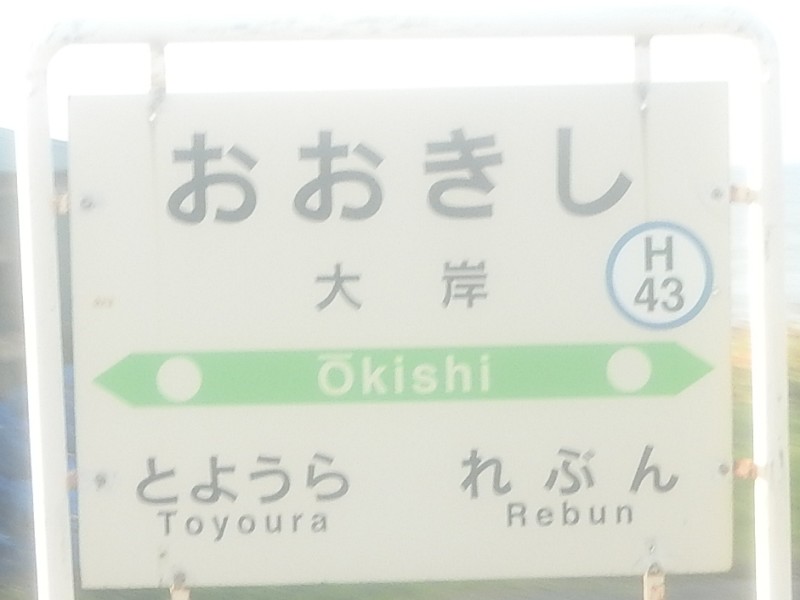 おおきし
大岸
H
43
Ōkishi
とようら れぶん
Toyoura Rebun